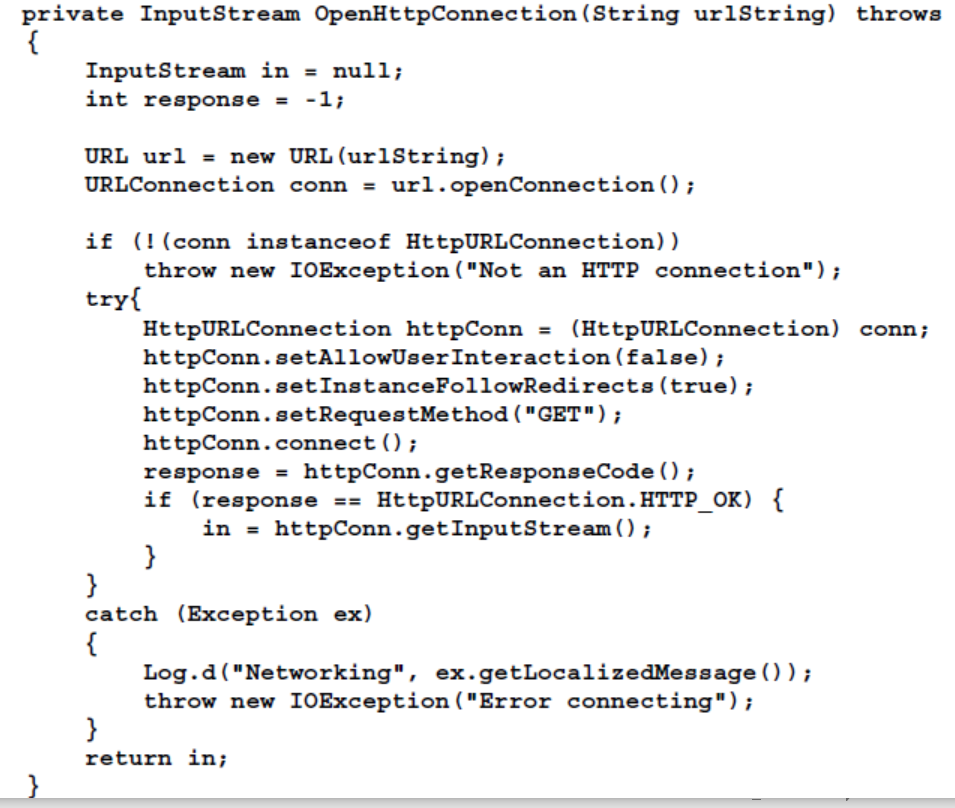 private InputStream OpenHttpConnection(String urlString) throws
{
    InputStream in = null;
    int response = -1;

    URL url = new URL(urlString);
    URLConnection conn = url.openConnection();

    if (!(conn instanceof HttpURLConnection))
        throw new IOException("Not an HTTP connection");
    try{
        HttpURLConnection httpConn = (HttpURLConnection) conn;
        httpConn.setAllowUserInteraction(false);
        httpConn.setInstanceFollowRedirects(true);
        httpConn.setRequestMethod("GET");
        httpConn.connect();
        response = httpConn.getResponseCode();
        if (response == HttpURLConnection.HTTP_OK) {
            in = httpConn.getInputStream();
        }
    }
    catch (Exception ex)
    {
        Log.d("Networking", ex.getLocalizedMessage());
        throw new IOException("Error connecting");
    }
    return in;
}